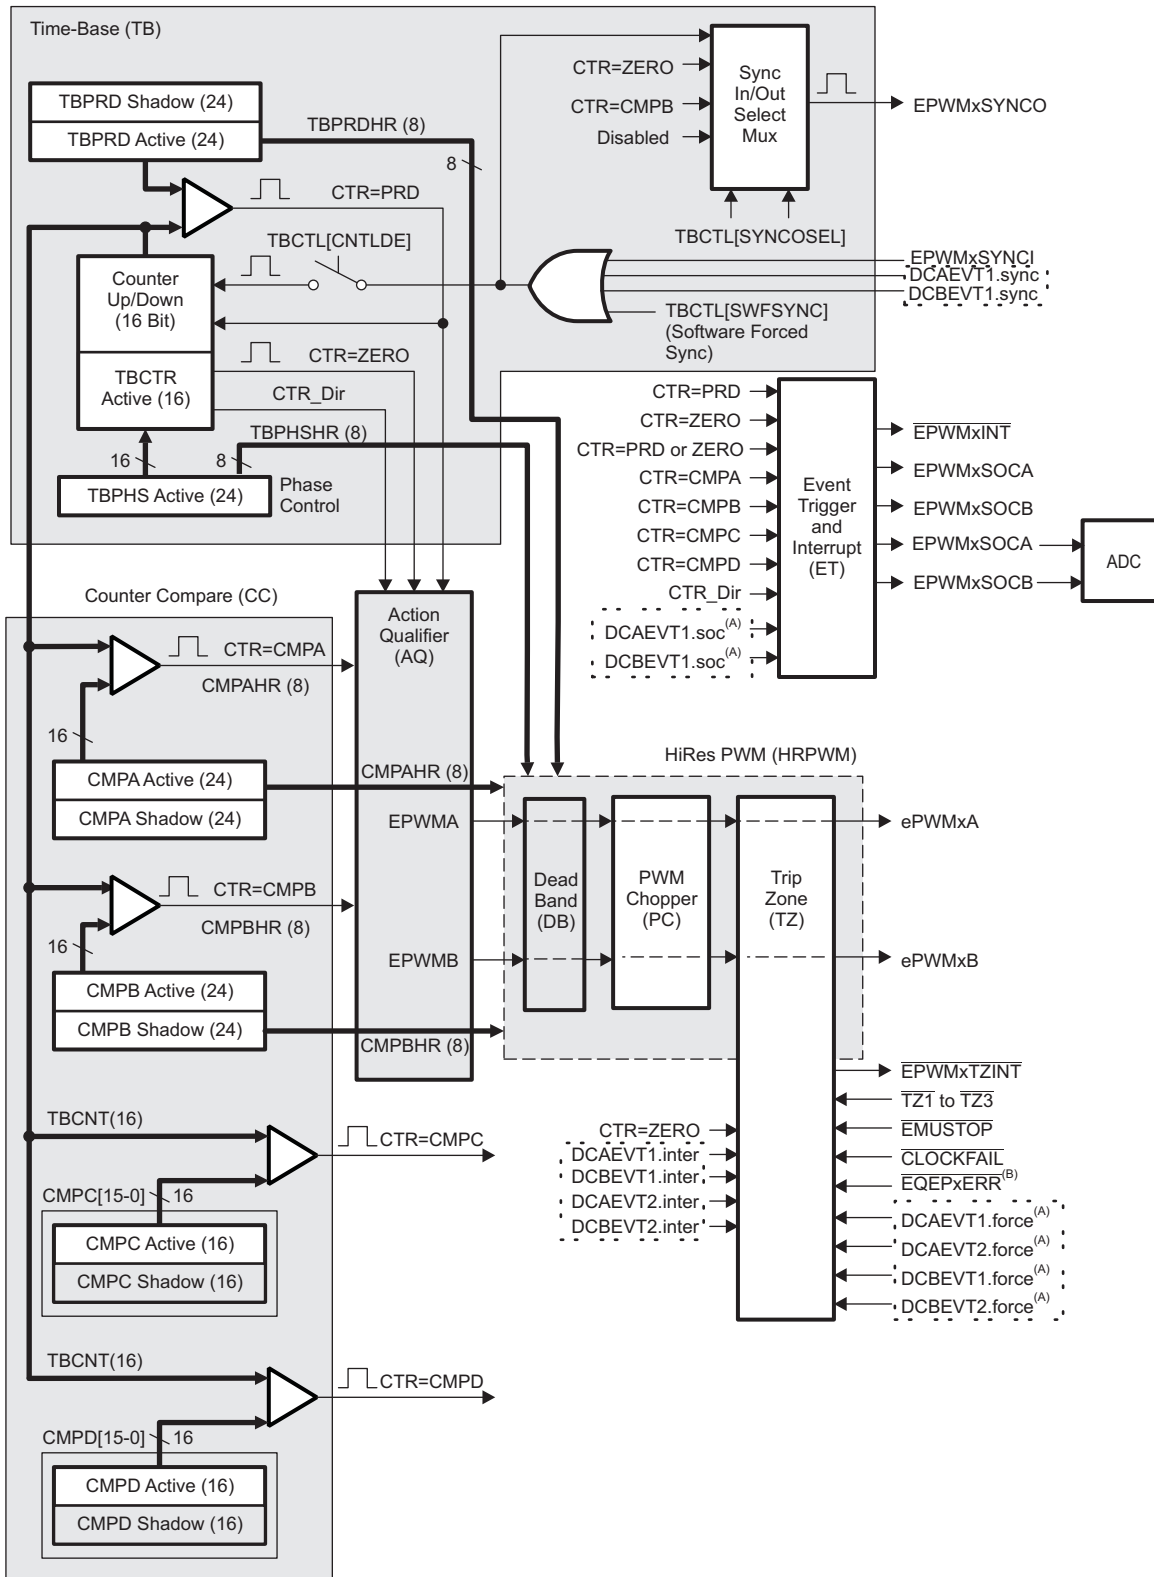 Time-Base (TB)
TBPRD Shadow (24)
TBPRD Active (24)
TBPRDHR (8)
8
CTR=PRD
TBCTL[CNTLDE]
Counter
Up/Down
(16 Bit)
TBCTR
Active (16)
CTR=ZERO
CTR_Dir
TBPHSHR (8)
16
8
TBPHS Active (24)
Phase
Control
CTR=ZERO
CTR=CMPB
Disabled
Sync
In/Out
Select
Mux
EPWMxSYNCO
TBCTL[SYNCOSEL]
EPWMxSYNCI
DCAEVT1.sync
DCBEVT1.sync
TBCTL[SWFSYNC]
(Software Forced
Sync)
CTR=PRD
CTR=ZERO
CTR=PRD or ZERO
CTR=CMPA
CTR=CMPB
CTR=CMPC
CTR=CMPD
CTR_Dir
DCAEVT1.soc(A)
DCBEVT1.soc(A)
Event
Trigger
and
Interrupt
(ET)
EPWMxINT
EPWMxSOCA
EPWMxSOCB
EPWMxSOCA
EPWMxSOCB
ADC
Counter Compare (CC)
CTR=CMPA
CMPAHR (8)
16
CMPA Active (24)
CMPA Shadow (24)
CTR=CMPB
CMPBHR (8)
16
CMPB Active (24)
CMPB Shadow (24)
TBCNT(16)
CTR=CMPC
CMPC[15-0]
16
CMPC Active (16)
CMPC Shadow (16)
TBCNT(16)
CTR=CMPD
CMPD[15-0]
16
CMPD Active (16)
CMPD Shadow (16)
Action
Qualifier
(AQ)
CMPAHR (8)
EPWMA
EPWMB
CMPBHR (8)
HiRes PWM (HRPWM)
Dead
Band
(DB)
PWM
Chopper
(PC)
Trip
Zone
(TZ)
ePWMxA
ePWMxB
CTR=ZERO
DCAEVT1.inter
DCBEVT1.inter
DCAEVT2.inter
DCBEVT2.inter
EPWMxTZINT
TZ1 to TZ3
EMUSTOP
CLOCKFAIL
EQEPxERR(B)
DCAEVT1.force(A)
DCAEVT2.force(A)
DCBEVT1.force(A)
DCBEVT2.force(A)